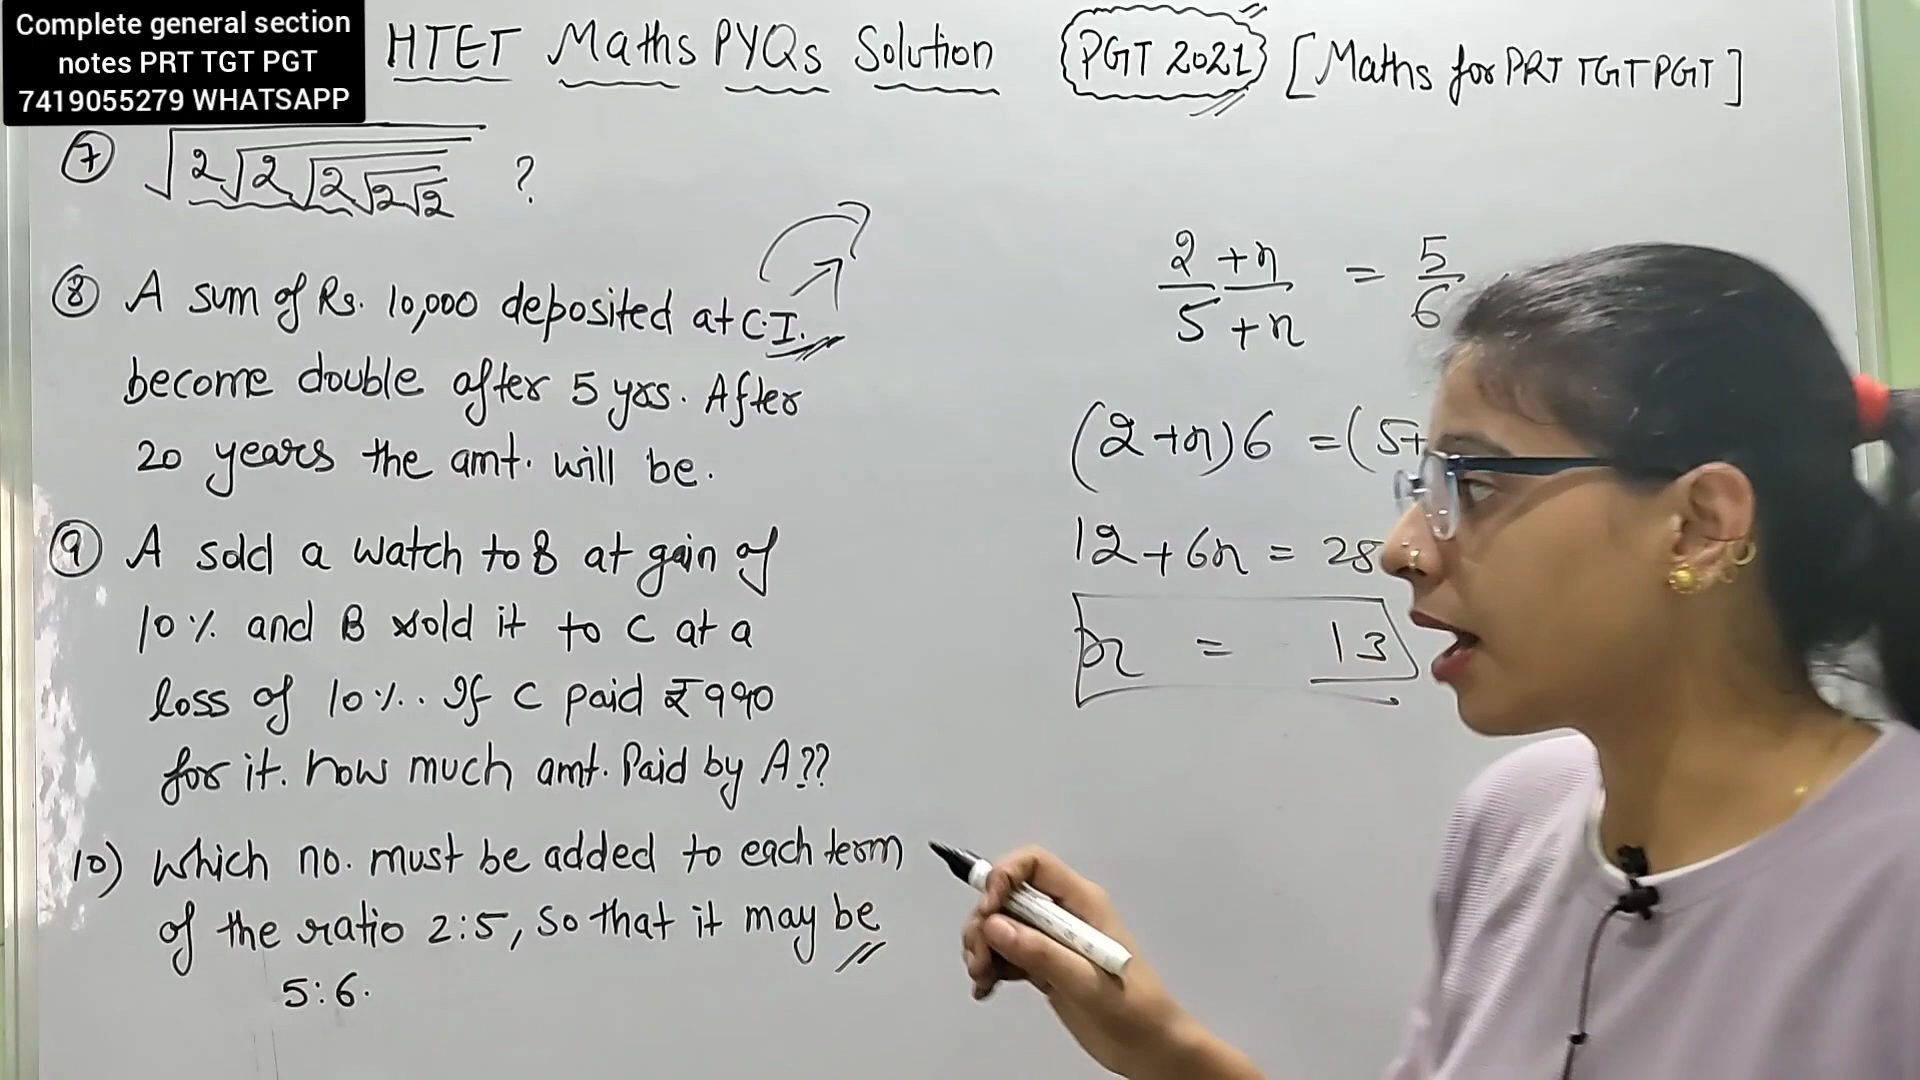 Complete general section
notes PRT TGT PGT
7419055279 WHATSAPP
HTET Maths PYQs Solution PGT 2021 [Maths for PRT TGT PGT]
⑦ √2√2√2√2√2 ?
⑧ A sum of Rs. 10,000 deposited at C.I.
become double after 5 yrs. After
20 years the amt. will be.
⑨ A sold a watch to B at gain of
10% and B sold it to C at a
loss of 10%. If C paid ₹990
for it. how much amt. Paid by A??
10) Which no. must be added to each term
of the ratio 2:5, so that it may be
5:6.
2+n/5+n = 5/6
(2+n)6 = (5+
12+6n = 25
n = 13